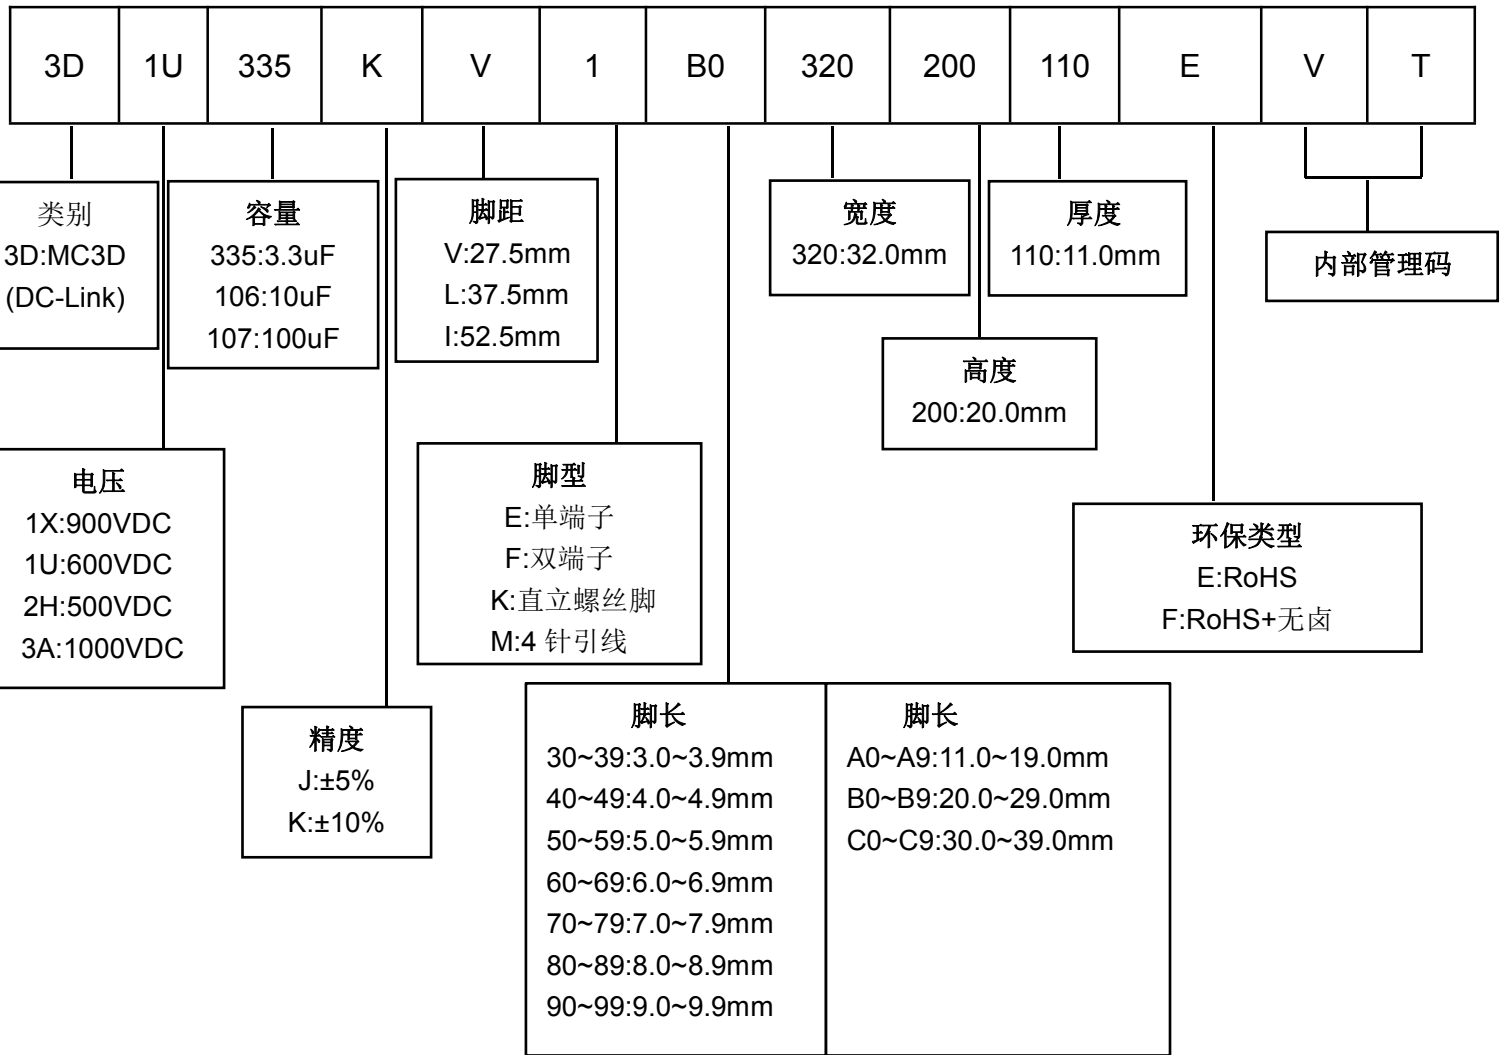 3D 1U 335 K V 1 B0 320 200 110 E V T
类别
3D:MC3D
(DC-Link)
容量
335:3.3uF
106:10uF
107:100uF
脚距
V:27.5mm
L:37.5mm
I:52.5mm
宽度
320:32.0mm
厚度
110:11.0mm
内部管理码
高度
200:20.0mm
电压
1X:900VDC
1U:600VDC
2H:500VDC
3A:1000VDC
脚型
E:单端子
F:双端子
K:直立螺丝脚
M:4 针引线
环保类型
E:RoHS
F:RoHS+无卤
精度
J:±5%
K:±10%
脚长
30~39:3.0~3.9mm
40~49:4.0~4.9mm
50~59:5.0~5.9mm
60~69:6.0~6.9mm
70~79:7.0~7.9mm
80~89:8.0~8.9mm
90~99:9.0~9.9mm
脚长
A0~A9:11.0~19.0mm
B0~B9:20.0~29.0mm
C0~C9:30.0~39.0mm